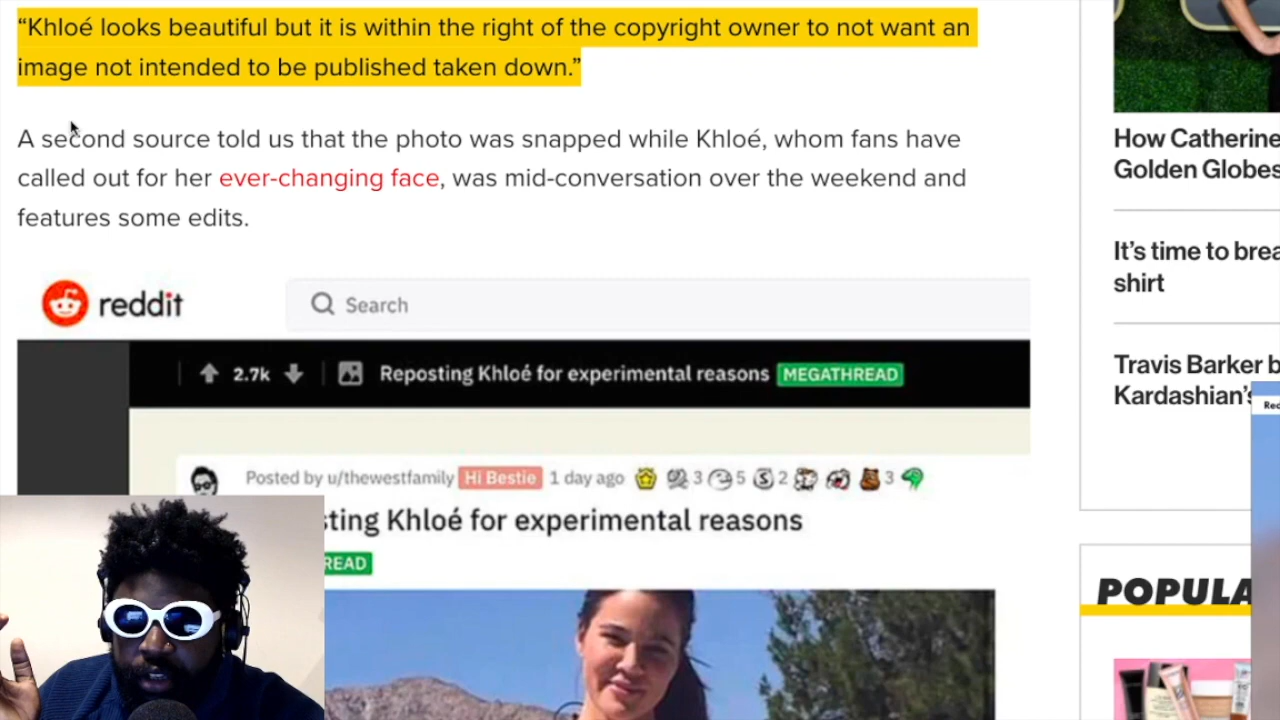 “Khloé looks beautiful but it is within the right of the copyright owner to not want an
image not intended to be published taken down.”
A second source told us that the photo was snapped while Khloé, whom fans have
called out for her ever-changing face, was mid-conversation over the weekend and
features some edits.
reddit
Search
2.7k
Reposting Khloé for experimental reasons MEGATHREAD
Posted by u/thewestfamily Hi Bestie 1 day ago 3 5 2 3
sting Khloé for experimental reasons
READ
How Catherine
Golden Globes
It’s time to brea
shirt
Travis Barker b
Kardashian’s
Red
POPULA